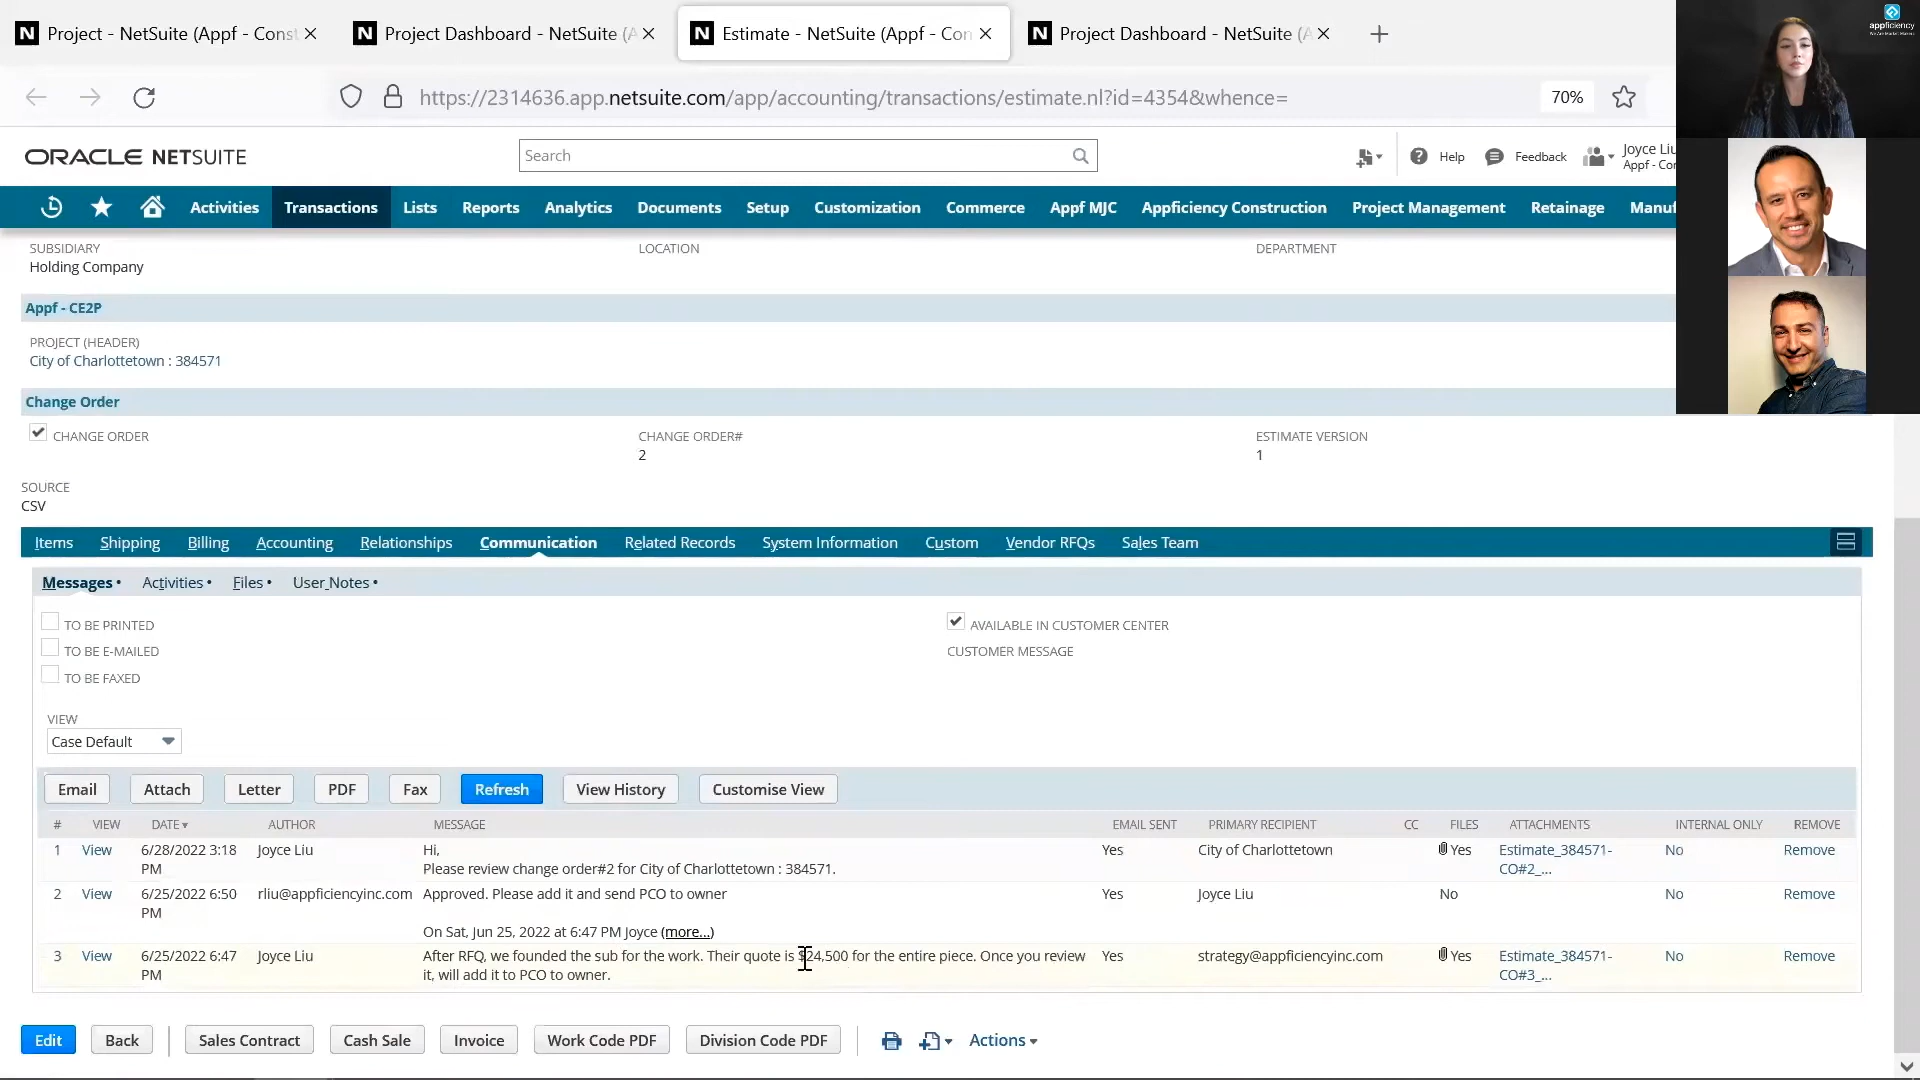 Project - NetSuite (Appf - Cons
Project Dashboard - NetSuite (A
Estimate - NetSuite (Appf - Con
Project Dashboard - NetSuite (A
appficiency
https://2314636.app.netsuite.com/app/accounting/transactions/estimate.nl?id=4354&whence=
70%
ORACLE NETSUITE
Search
Help
Feedback
Joyce Liu
Appf - Con
Activities
Transactions
Lists
Reports
Analytics
Documents
Setup
Customization
Commerce
Appf MJC
Appficiency Construction
Project Management
Retainage
Manuf
SUBSIDIARY
LOCATION
DEPARTMENT
Holding Company
Appf - CE2P
PROJECT (HEADER)
City of Charlottetown : 384571
Change Order
CHANGE ORDER
CHANGE ORDER#
ESTIMATE VERSION
2
1
SOURCE
CSV
Items
Shipping
Billing
Accounting
Relationships
Communication
Related Records
System Information
Custom
Vendor RFQs
Sales Team
Messages •
Activities •
Files •
User Notes •
TO BE PRINTED
AVAILABLE IN CUSTOMER CENTER
TO BE E-MAILED
CUSTOMER MESSAGE
TO BE FAXED
VIEW
Case Default
Email
Attach
Letter
PDF
Fax
Refresh
View History
Customise View
# VIEW DATE AUTHOR MESSAGE EMAIL SENT PRIMARY RECIPIENT CC FILES ATTACHMENTS INTERNAL ONLY REMOVE
1 View 6/28/2022 3:18 Joyce Liu Hi, Yes City of Charlottetown Yes Estimate_384571- No Remove
PM Please review change order#2 for City of Charlottetown : 384571. CO#2_...
2 View 6/25/2022 6:50 rliu@appficiencyinc.com Approved. Please add it and send PCO to owner Yes Joyce Liu No No Remove
PM
On Sat, Jun 25, 2022 at 6:47 PM Joyce (more...)
3 View 6/25/2022 6:47 Joyce Liu After RFQ, we founded the sub for the work. Their quote is $24,500 for the entire piece. Once you review Yes strategy@appficiencyinc.com Yes Estimate_384571- No Remove
PM it, will add it to PCO to owner. CO#3_...
Edit
Back
Sales Contract
Cash Sale
Invoice
Work Code PDF
Division Code PDF
Actions